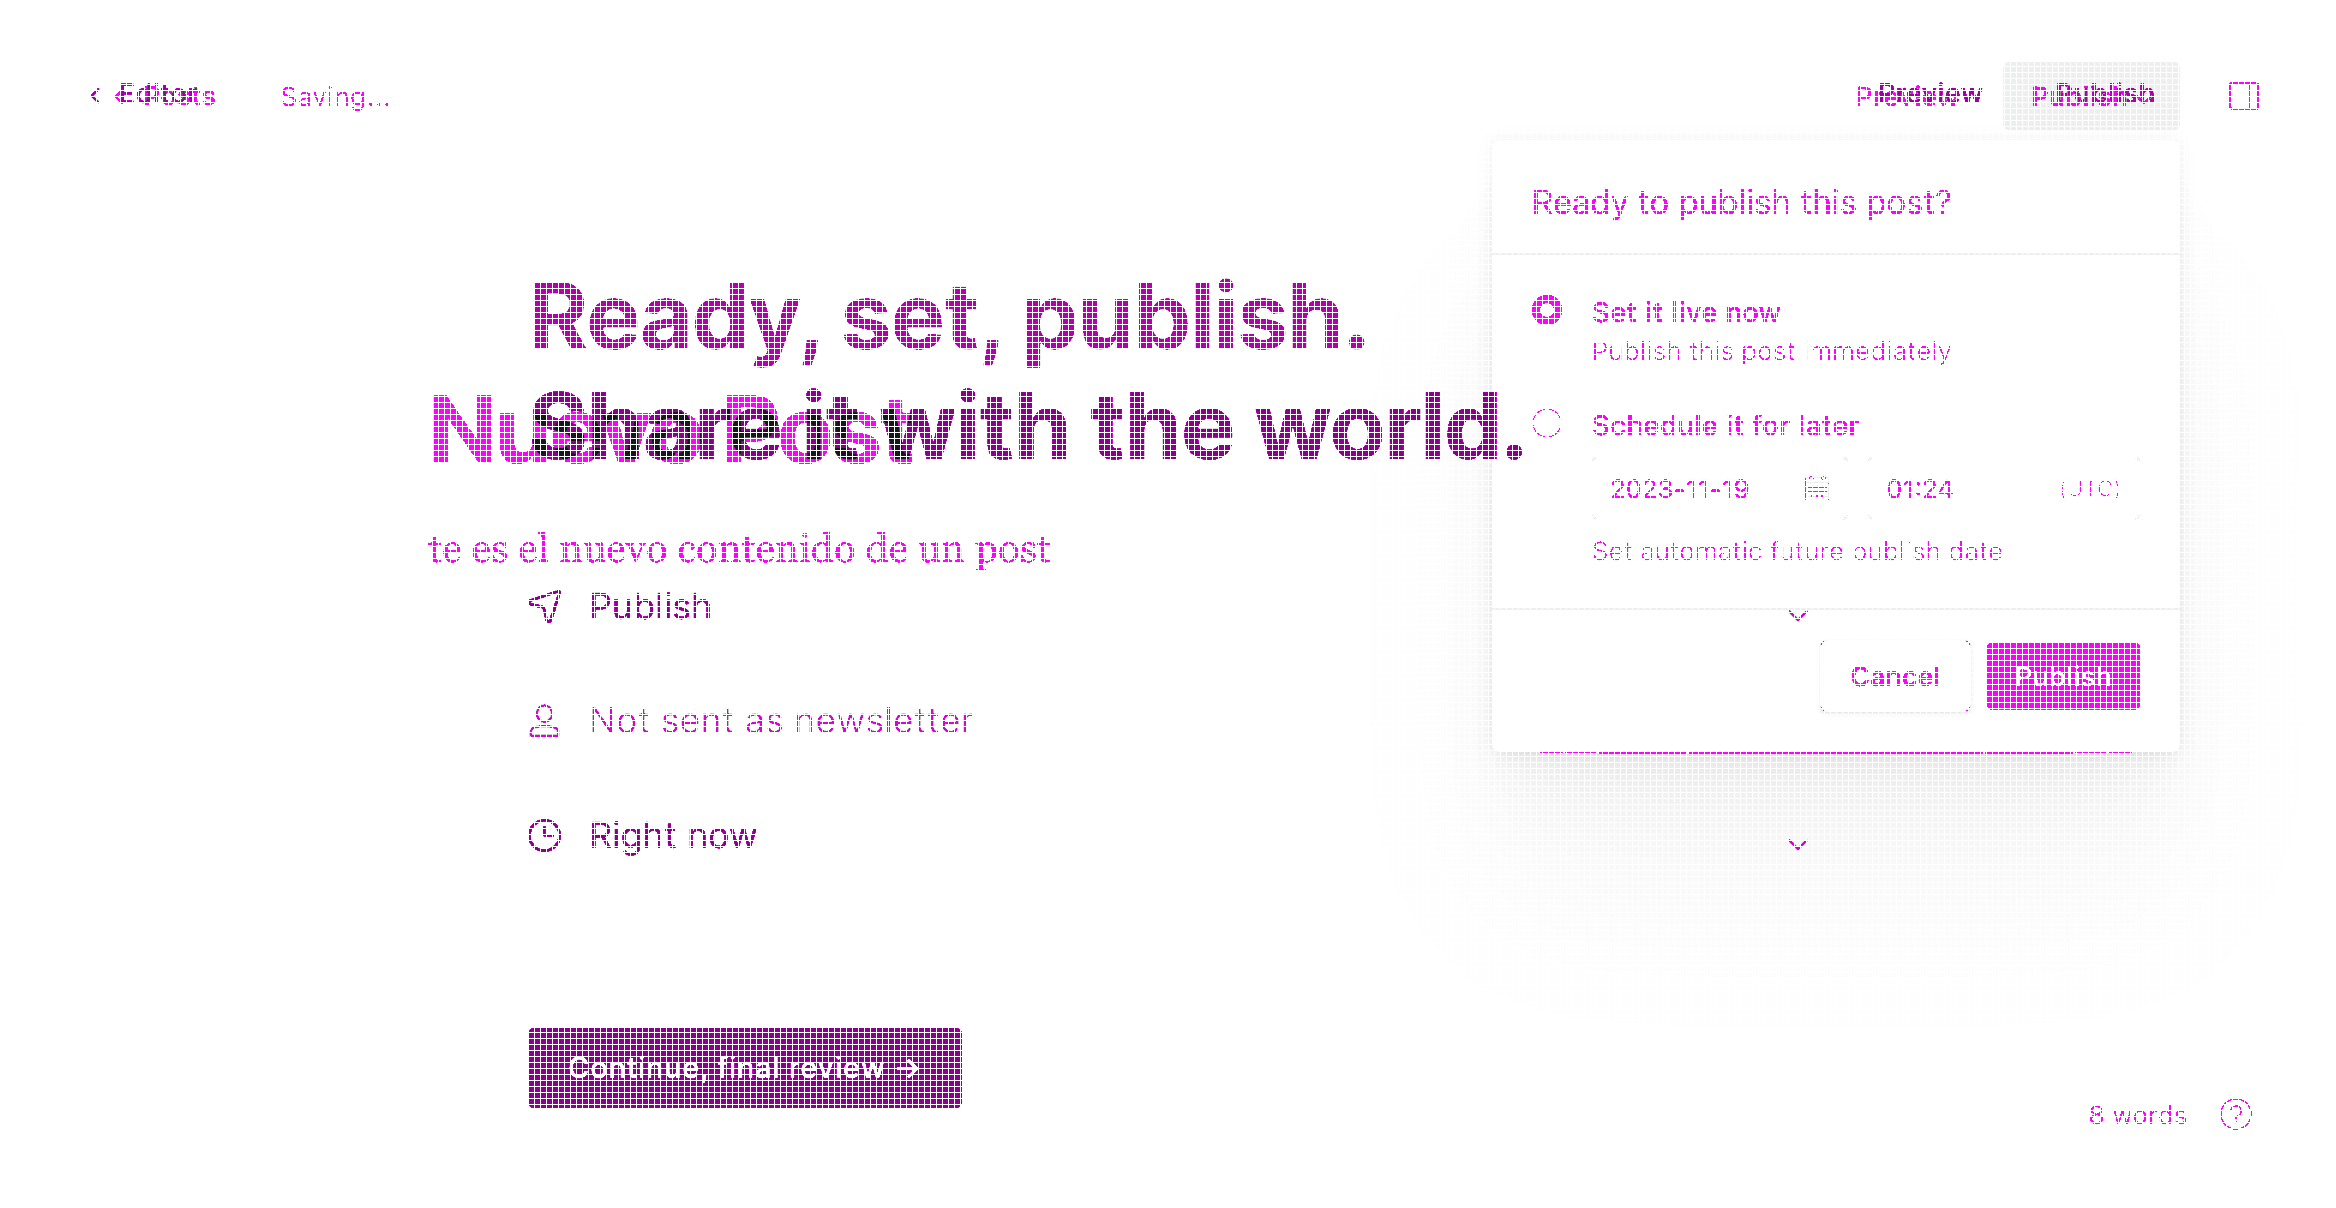 Editor
Posts
Saving...
Preview
Preview
Publish
Publish
Ready to publish this post?
Ready, set, publish.
Set it live now
Publish this post immediately
Share it with the world.
Nuevo Post
Schedule it for later
2023-11-19
01:24
(UTC)
te es el nuevo contenido de un post
Set automatic future publish date
Publish
Cancel
Publish
Not sent as newsletter
Right now
Continue, final review →
8 words